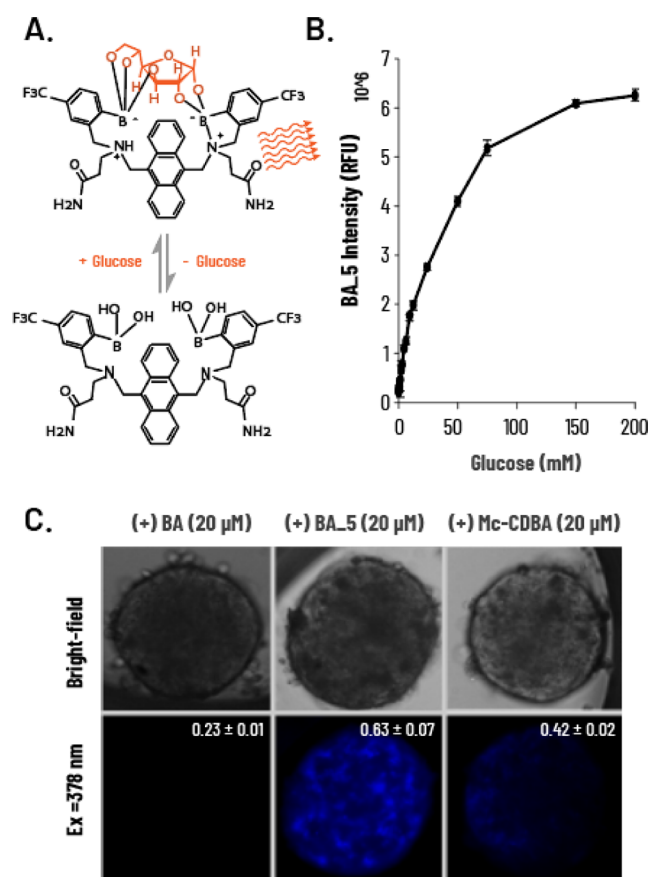 A.
F3C
O
O
O
O
O
O
H
H
H
H
B
-
-
B
CF3
NH
+
+
N
O
H2N
O
NH2
+ Glucose
- Glucose
F3C
HO
OH
B
HO
OH
B
CF3
N
N
O
H2N
O
NH2
B.
10^6
BA_5 Intensity (RFU)
7
6
5
4
3
2
1
0
0 50 100 150 200
Glucose (mM)
C.
(+) BA (20 µM) (+) BA_5 (20 µM) (+) Mc-CDBA (20 µM)
Bright-field
Ex =378 nm
0.23 ± 0.01 0.63 ± 0.07 0.42 ± 0.02